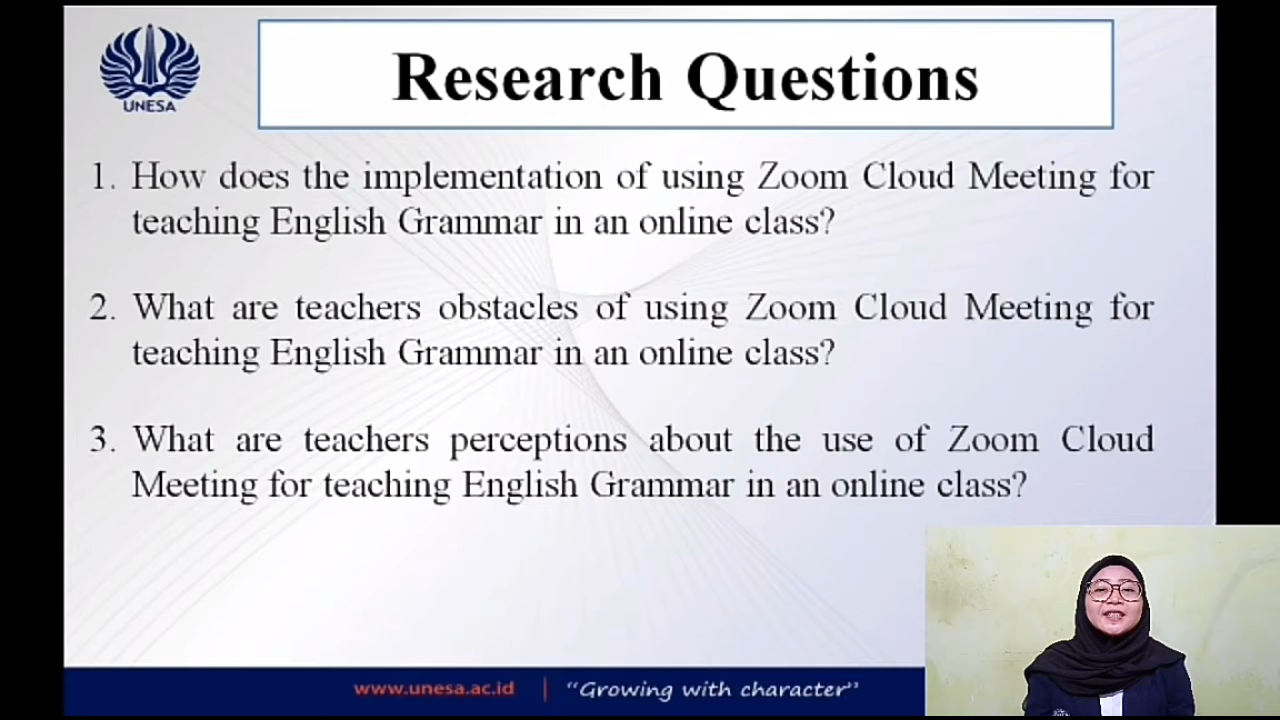 UNESA
Research Questions
1. How does the implementation of using Zoom Cloud Meeting for
teaching English Grammar in an online class?
2. What are teachers obstacles of using Zoom Cloud Meeting for
teaching English Grammar in an online class?
3. What are teachers perceptions about the use of Zoom Cloud
Meeting for teaching English Grammar in an online class?
www.unesa.ac.id | “Growing with character”